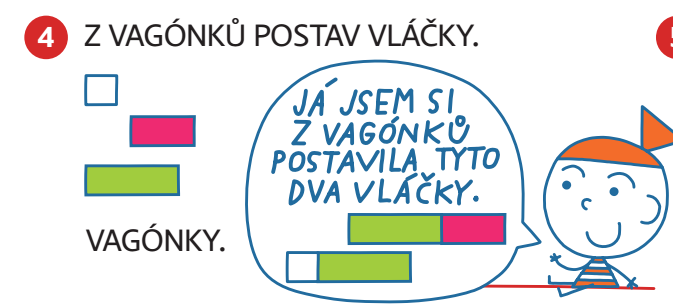 4 Z VAGÓNKŮ POSTAV VLÁČKY.
JÁ JSEM SI
Z VAGÓNKŮ
POSTAVILA TYTO
DVA VLÁČKY.
VAGÓNKY.